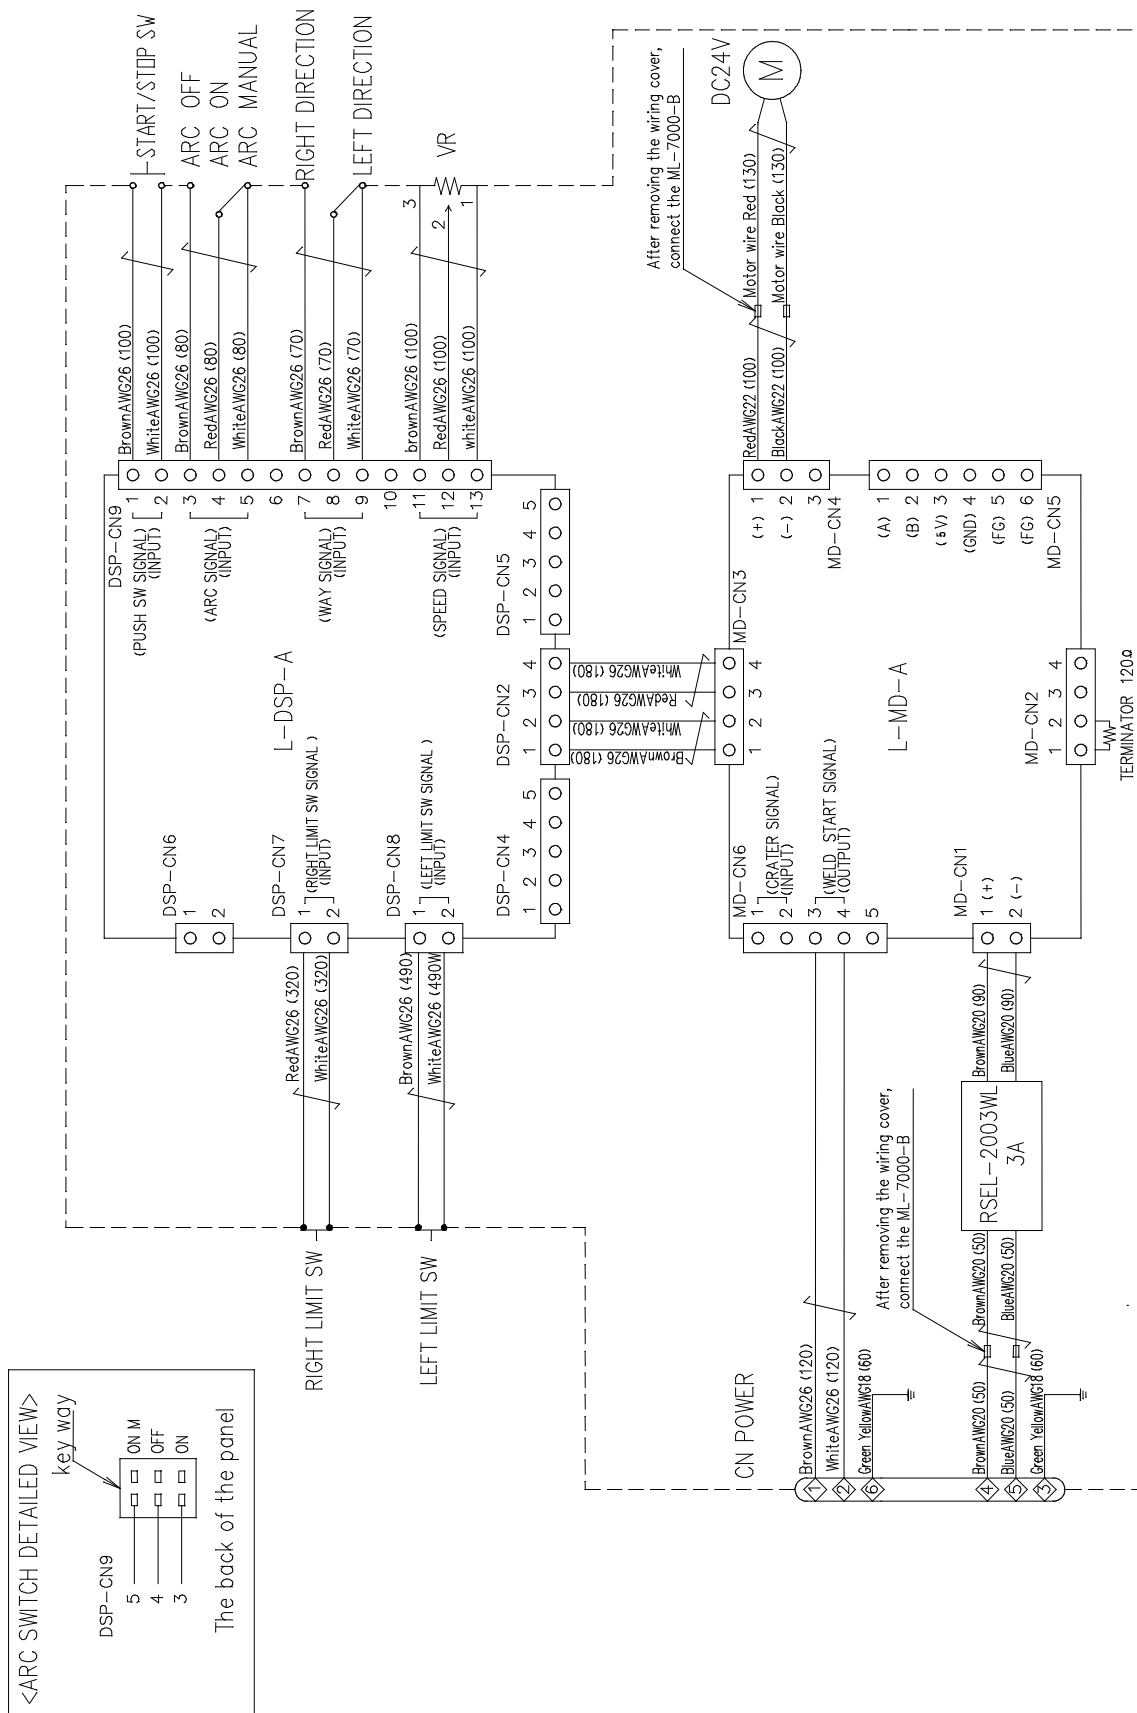 <ARC SWITCH DETAILED VIEW>
key way
DSP-CN9
5
4
3
ON M
OFF
ON
The back of the panel
RIGHT LIMIT SW
LEFT LIMIT SW
RedAWG26 (320)
WhiteAWG26 (320)
BrownAWG26 (490)
WhiteAWG26 (490W
DSP-CN6
1
2
DSP-CN7
1
2
(RIGHT LIMIT SW SIGNAL )
(INPUT)
DSP-CN8
1
2
(LEFT LIMIT SW SIGNAL )
(INPUT)
DSP-CN4
1 2 3 4 5
L-DSP-A
DSP-CN2
1 2 3 4
DSP-CN5
1 2 3 4 5
DSP-CN9
1
2
3
4
5
6
7
8
9
10
11
12
13
(PUSH SW SIGNAL)
(INPUT)
(ARC SIGNAL)
(INPUT)
(WAY SIGNAL)
(INPUT)
(SPEED SIGNAL)
(INPUT)
BrownAWG26 (100)
WhiteAWG26 (100)
BrownAWG26 (80)
RedAWG26 (80)
WhiteAWG26 (80)
BrownAWG26 (70)
RedAWG26 (70)
WhiteAWG26 (70)
brownAWG26 (100)
RedAWG26 (100)
whiteAWG26 (100)
START/STOP SW
ARC OFF
ARC ON
ARC MANUAL
RIGHT DIRECTION
LEFT DIRECTION
3
2
1
VR
BrownAWG26 (180)
WhiteAWG26 (180)
RedAWG26 (180)
WhiteAWG26 (180)
CN POWER
1
2
6
4
5
3
BrownAWG26 (120)
WhiteAWG26 (120)
Green YellowAWG18 (60)
BrownAWG20 (50)
BlueAWG20 (50)
Green YellowAWG18 (60)
After removing the wiring cover,
connect the ML-7000-B
BrownAWG20 (50)
BlueAWG20 (50)
RSEL-2003WL
3A
BrownAWG20 (90)
BlueAWG20 (90)
MD-CN6
1
2
3
4
5
(CRATER SIGNAL)
(INPUT)
(WELD START SIGNAL)
(OUTPUT)
MD-CN1
1 (+)
2 (-)
MD-CN3
1 2 3 4
L-MD-A
MD-CN2
1 2 3 4
TERMINATOR 120Ω
(+) 1
(-) 2
3
MD-CN4
(A) 1
(B) 2
(5V) 3
(GND) 4
(FG) 5
(FG) 6
MD-CN5
RedAWG22 (100)
BlackAWG22 (100)
Motor wire Red (130)
Motor wire Black (130)
After removing the wiring cover,
connect the ML-7000-B
DC24V
M